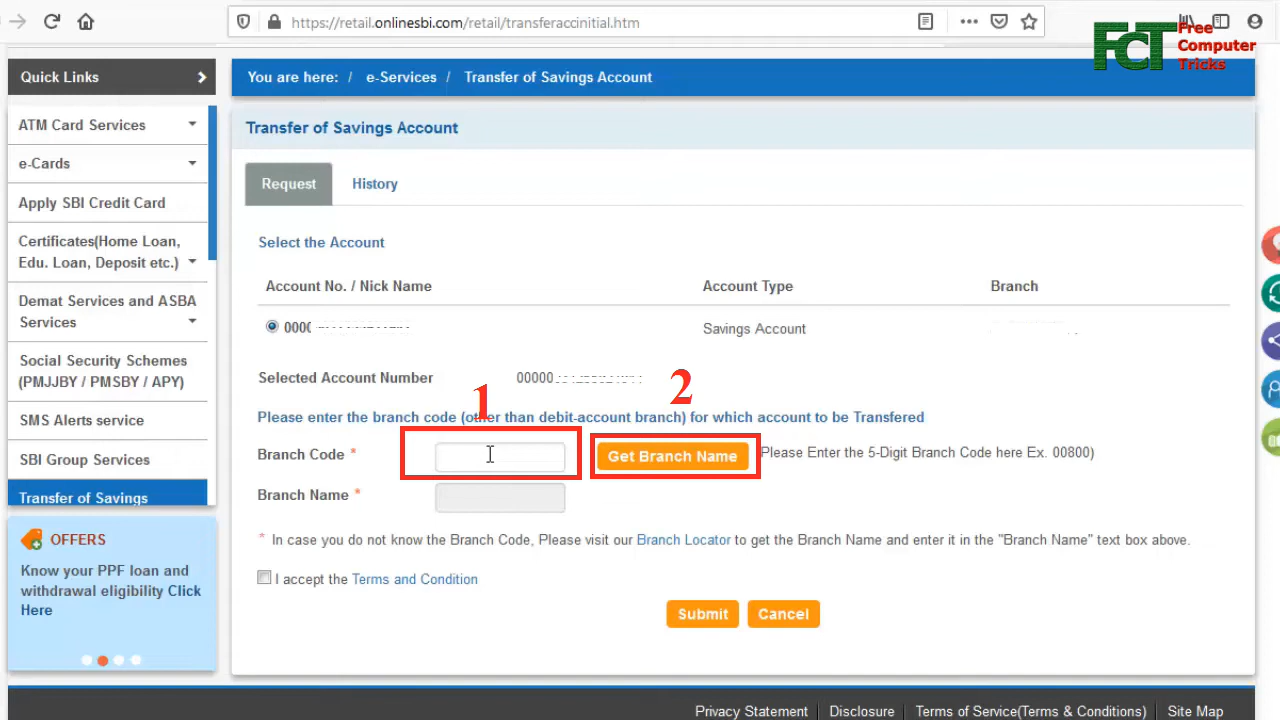 https://retail.onlinesbi.com/retail/transferaccinitial.htm
FCT Free
Computer
Tricks
Quick Links
You are here: / e-Services / Transfer of Savings Account
ATM Card Services
e-Cards
Apply SBI Credit Card
Certificates(Home Loan,
Edu. Loan, Deposit etc.)
Demat Services and ASBA
Services
Social Security Schemes
(PMJJBY / PMSBY / APY)
SMS Alerts service
SBI Group Services
Transfer of Savings
OFFERS
Know your PPF loan and
withdrawal eligibility Click
Here
Transfer of Savings Account
Request History
Select the Account
Account No. / Nick Name Account Type Branch
0000 Savings Account
Selected Account Number 00000
1 2
Please enter the branch code (other than debit-account branch) for which account to be Transfered
Branch Code * Get Branch Name Please Enter the 5-Digit Branch Code here Ex. 00800)
Branch Name *
* In case you do not know the Branch Code, Please visit our Branch Locator to get the Branch Name and enter it in the "Branch Name" text box above.
I accept the Terms and Condition
Submit Cancel
Privacy Statement Disclosure Terms of Service(Terms & Conditions) Site Map